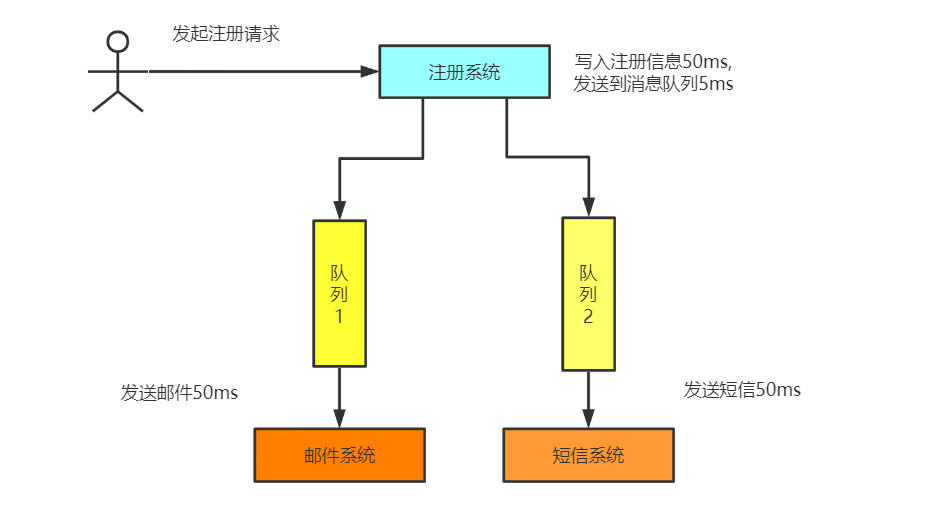 发起注册请求
注册系统
写入注册信息50ms,
发送到消息队列5ms
队
列
1
队
列
2
发送邮件50ms
发送短信50ms
邮件系统
短信系统